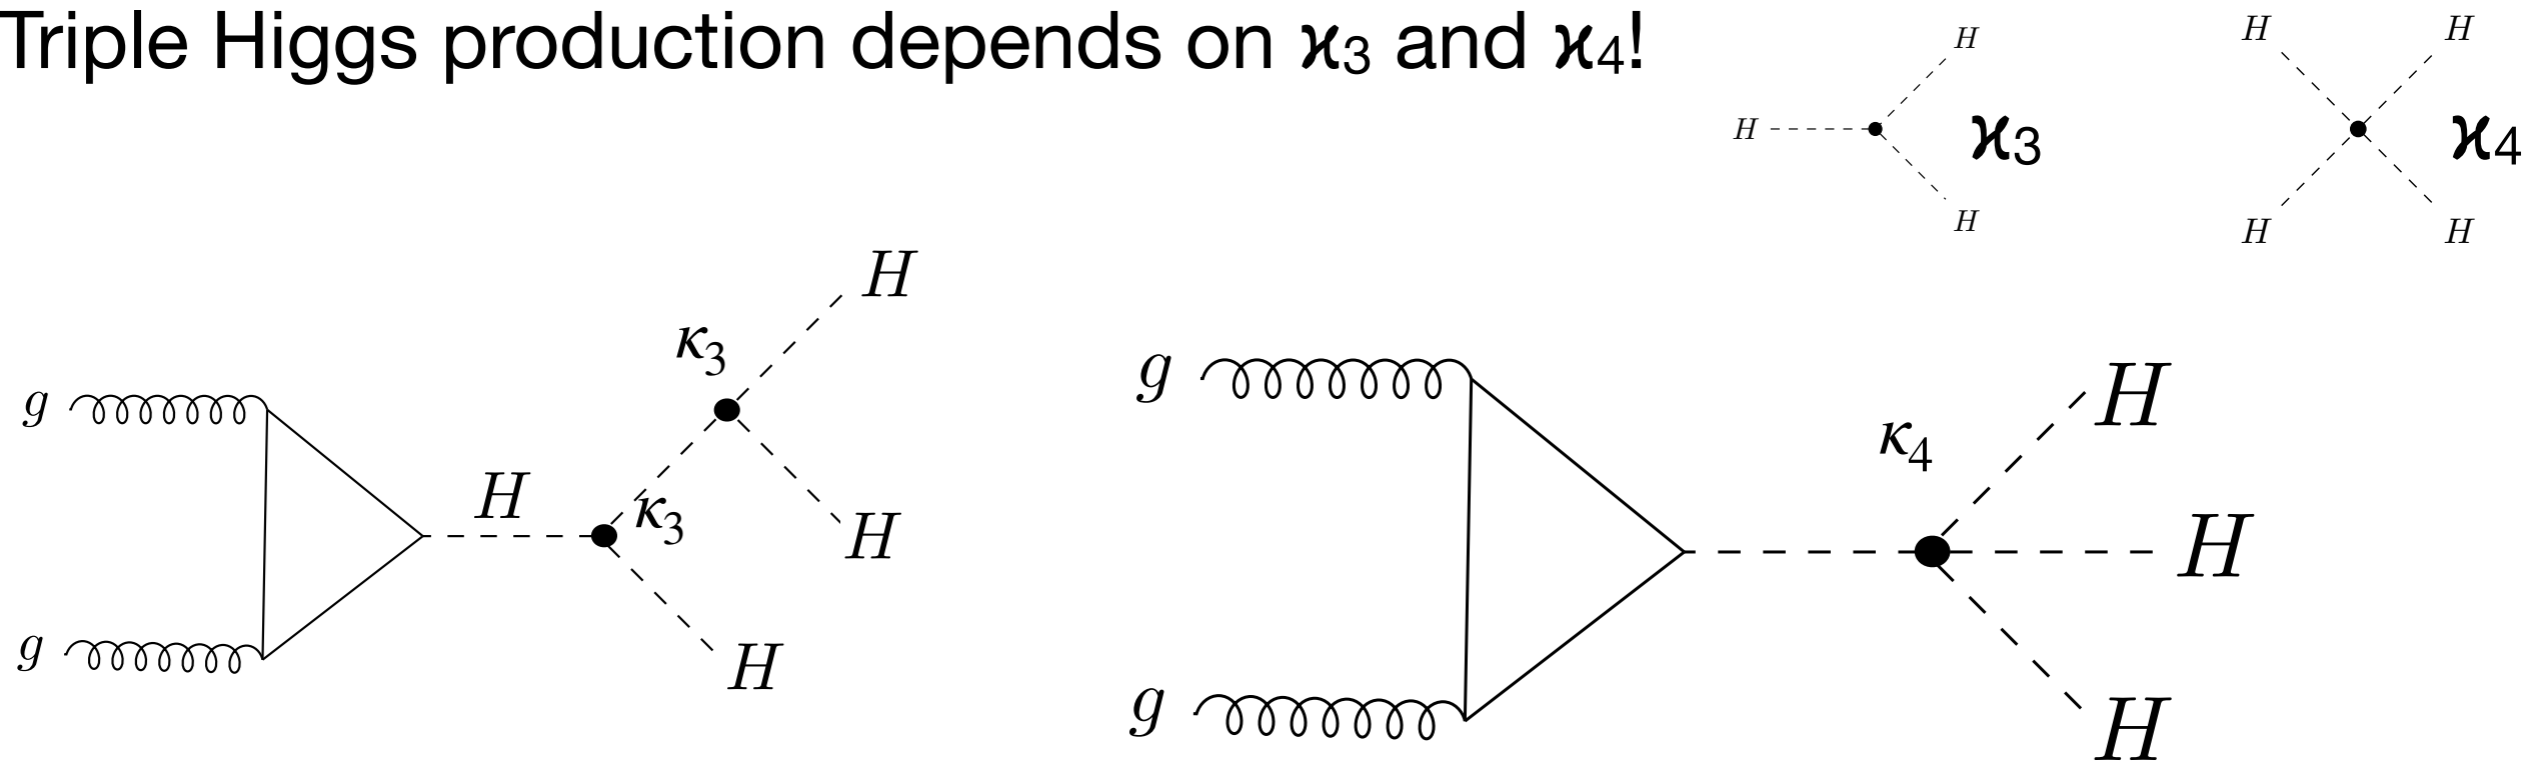 Triple Higgs production depends on ϰ3 and ϰ4!
H
H
H
ϰ3
H
H
H
H
ϰ4
g
g
H
κ3
κ3
H
H
H
g
g
κ4
H
H
H